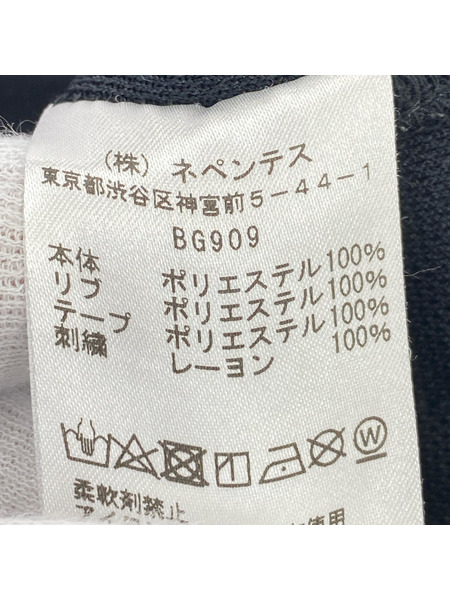 (株) ネペンテス
東京都渋谷区神宮前5-44-1
BG909
本体 ポリエステル100%
リブ ポリエステル100%
テープ ポリエステル100%
刺繍 レーヨン 100%
W
柔軟剤禁止
使用